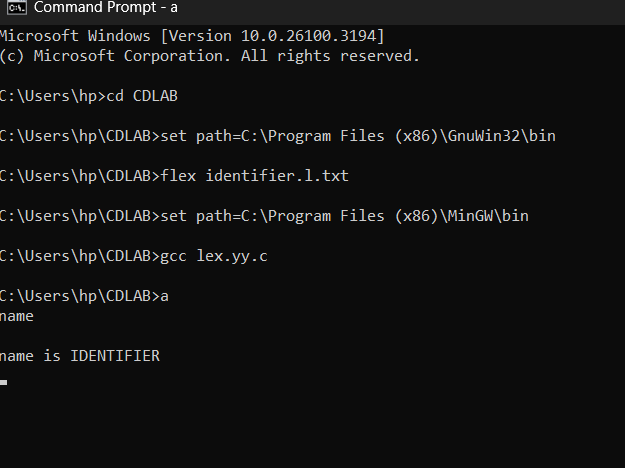 Command Prompt - a
Microsoft Windows [Version 10.0.26100.3194]
(c) Microsoft Corporation. All rights reserved.
C:\Users\hp>cd CDLAB
C:\Users\hp\CDLAB>set path=C:\Program Files (x86)\GnuWin32\bin
C:\Users\hp\CDLAB>flex identifier.l.txt
C:\Users\hp\CDLAB>set path=C:\Program Files (x86)\MinGW\bin
C:\Users\hp\CDLAB>gcc lex.yy.c
C:\Users\hp\CDLAB>a
name
name is IDENTIFIER